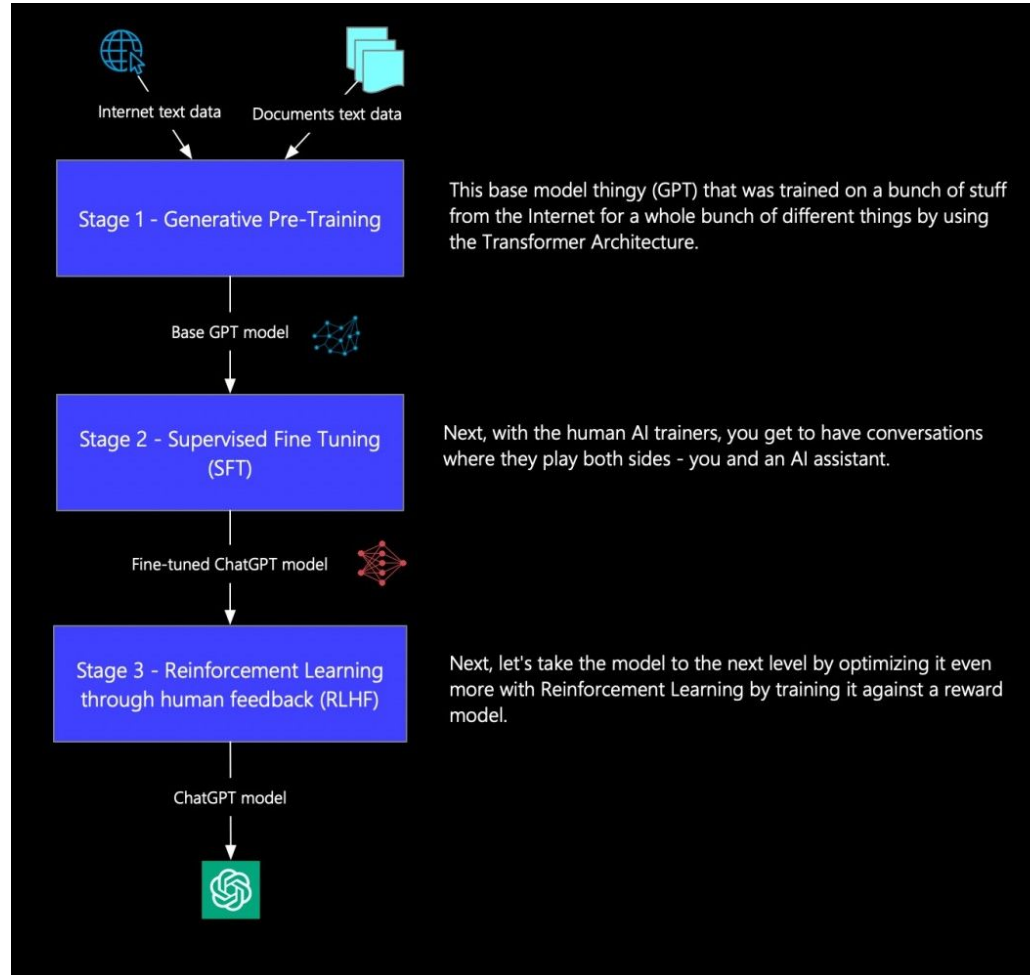 Internet text data
Documents text data
Stage 1 - Generative Pre-Training
This base model thingy (GPT) that was trained on a bunch of stuff
from the Internet for a whole bunch of different things by using
the Transformer Architecture.
Base GPT model
Stage 2 - Supervised Fine Tuning
(SFT)
Next, with the human AI trainers, you get to have conversations
where they play both sides - you and an AI assistant.
Fine-tuned ChatGPT model
Stage 3 - Reinforcement Learning
through human feedback (RLHF)
Next, let's take the model to the next level by optimizing it even
more with Reinforcement Learning by training it against a reward
model.
ChatGPT model